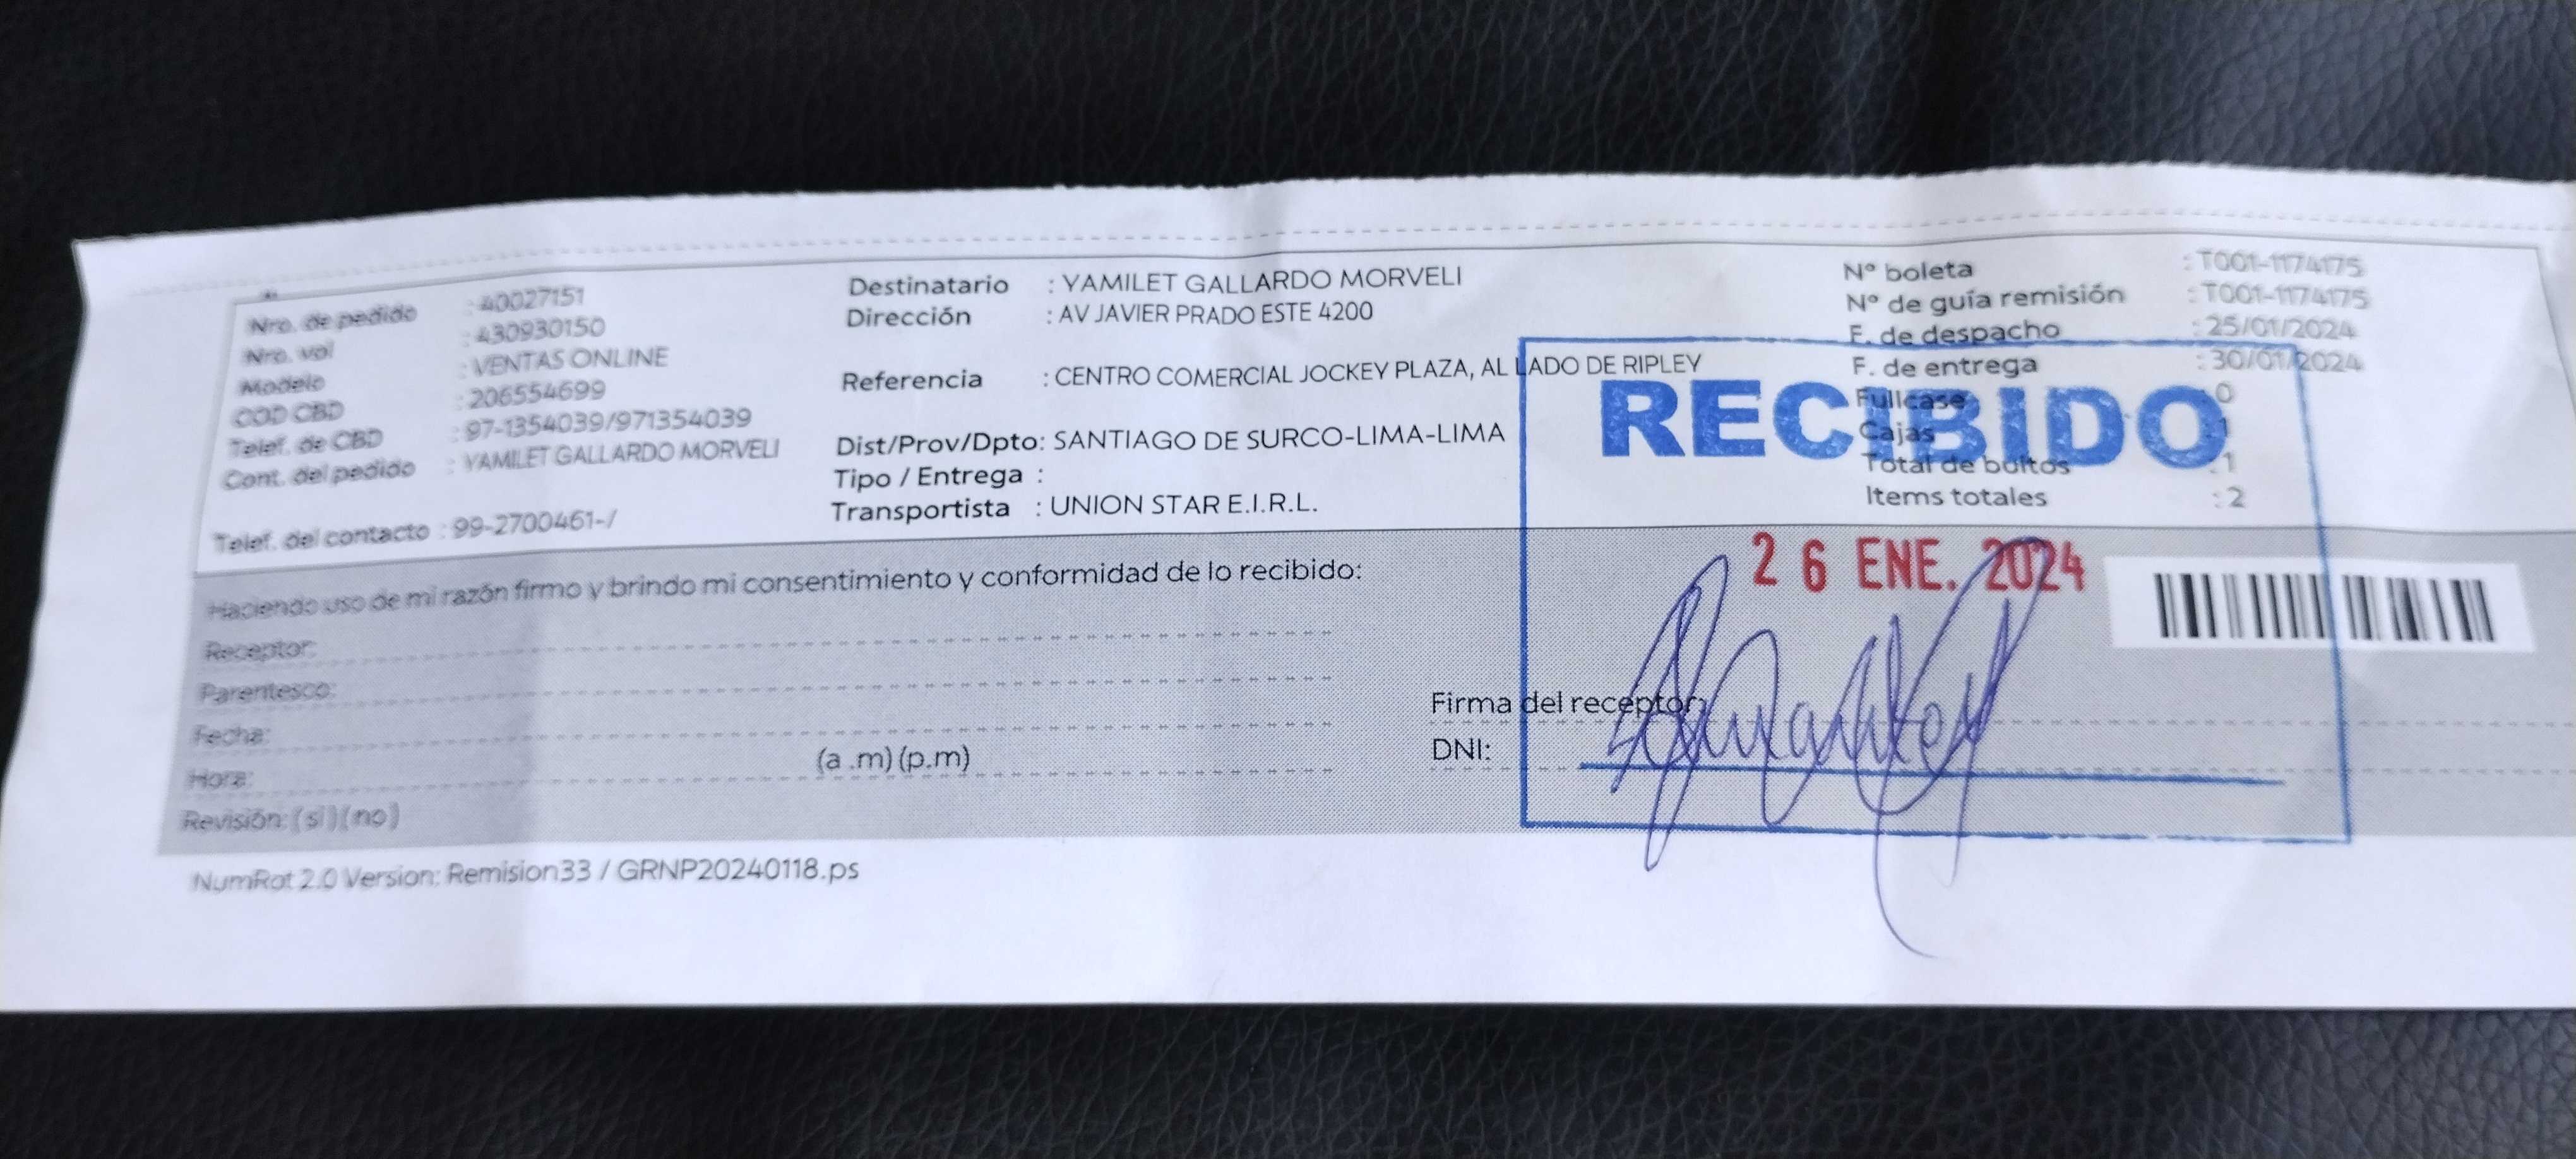 Nro. de pedido : 40027151
Nro. val : 430930150
Modelo : VENTAS ONLINE
COD CBD : 206554699
Telef. de CBD : 97-1354039/971354039
Cont. del pedido : YAMILET GALLARDO MORVELI
Telef. del contacto : 99-2700461-/
Destinatario : YAMILET GALLARDO MORVELI
Dirección : AV JAVIER PRADO ESTE 4200
Referencia : CENTRO COMERCIAL JOCKEY PLAZA, AL LADO DE RIPLEY
Dist/Prov/Dpto: SANTIAGO DE SURCO-LIMA-LIMA
Tipo / Entrega :
Transportista : UNION STAR E.I.R.L.
N° boleta : T001-1174175
N° de guía remisión : T001-1174175
F. de despacho : 25/01/2024
F. de entrega : 30/01/2024
Fullcase : 0
Cajas : 1
Total de bultos : 1
Items totales : 2
RECIBIDO
26 ENE. 2024
Haciendo uso de mi razón firmo y brindo mi consentimiento y conformidad de lo recibido:
Receptor:
Parentesco:
Fecha:
Hora: (a .m) (p.m)
Revisión: ( si ) ( no )
Firma del receptor:
DNI:
NumRot 2.0 Version: Remision33 / GRNP20240118.ps